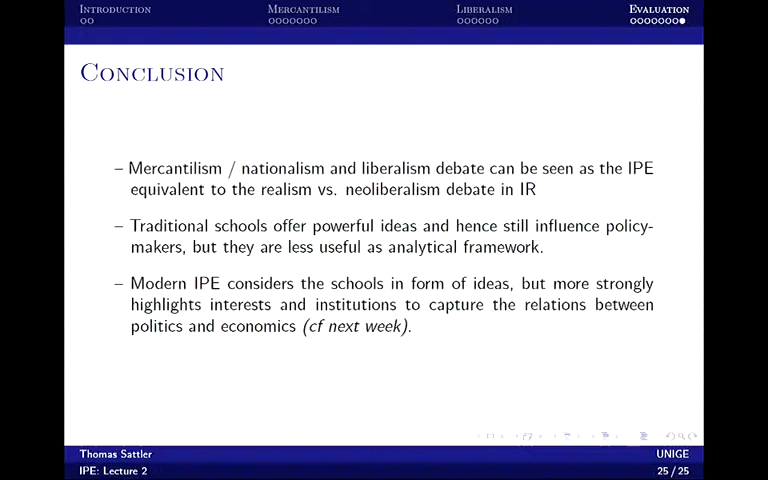 INTRODUCTION MERCANTILISM LIBERALISM EVALUATION
CONCLUSION
– Mercantilism / nationalism and liberalism debate can be seen as the IPE
equivalent to the realism vs. neoliberalism debate in IR
– Traditional schools offer powerful ideas and hence still influence policy-
makers, but they are less useful as analytical framework.
– Modern IPE considers the schools in form of ideas, but more strongly
highlights interests and institutions to capture the relations between
politics and economics (cf next week).
Thomas Sattler UNIGE
IPE: Lecture 2 25 / 25